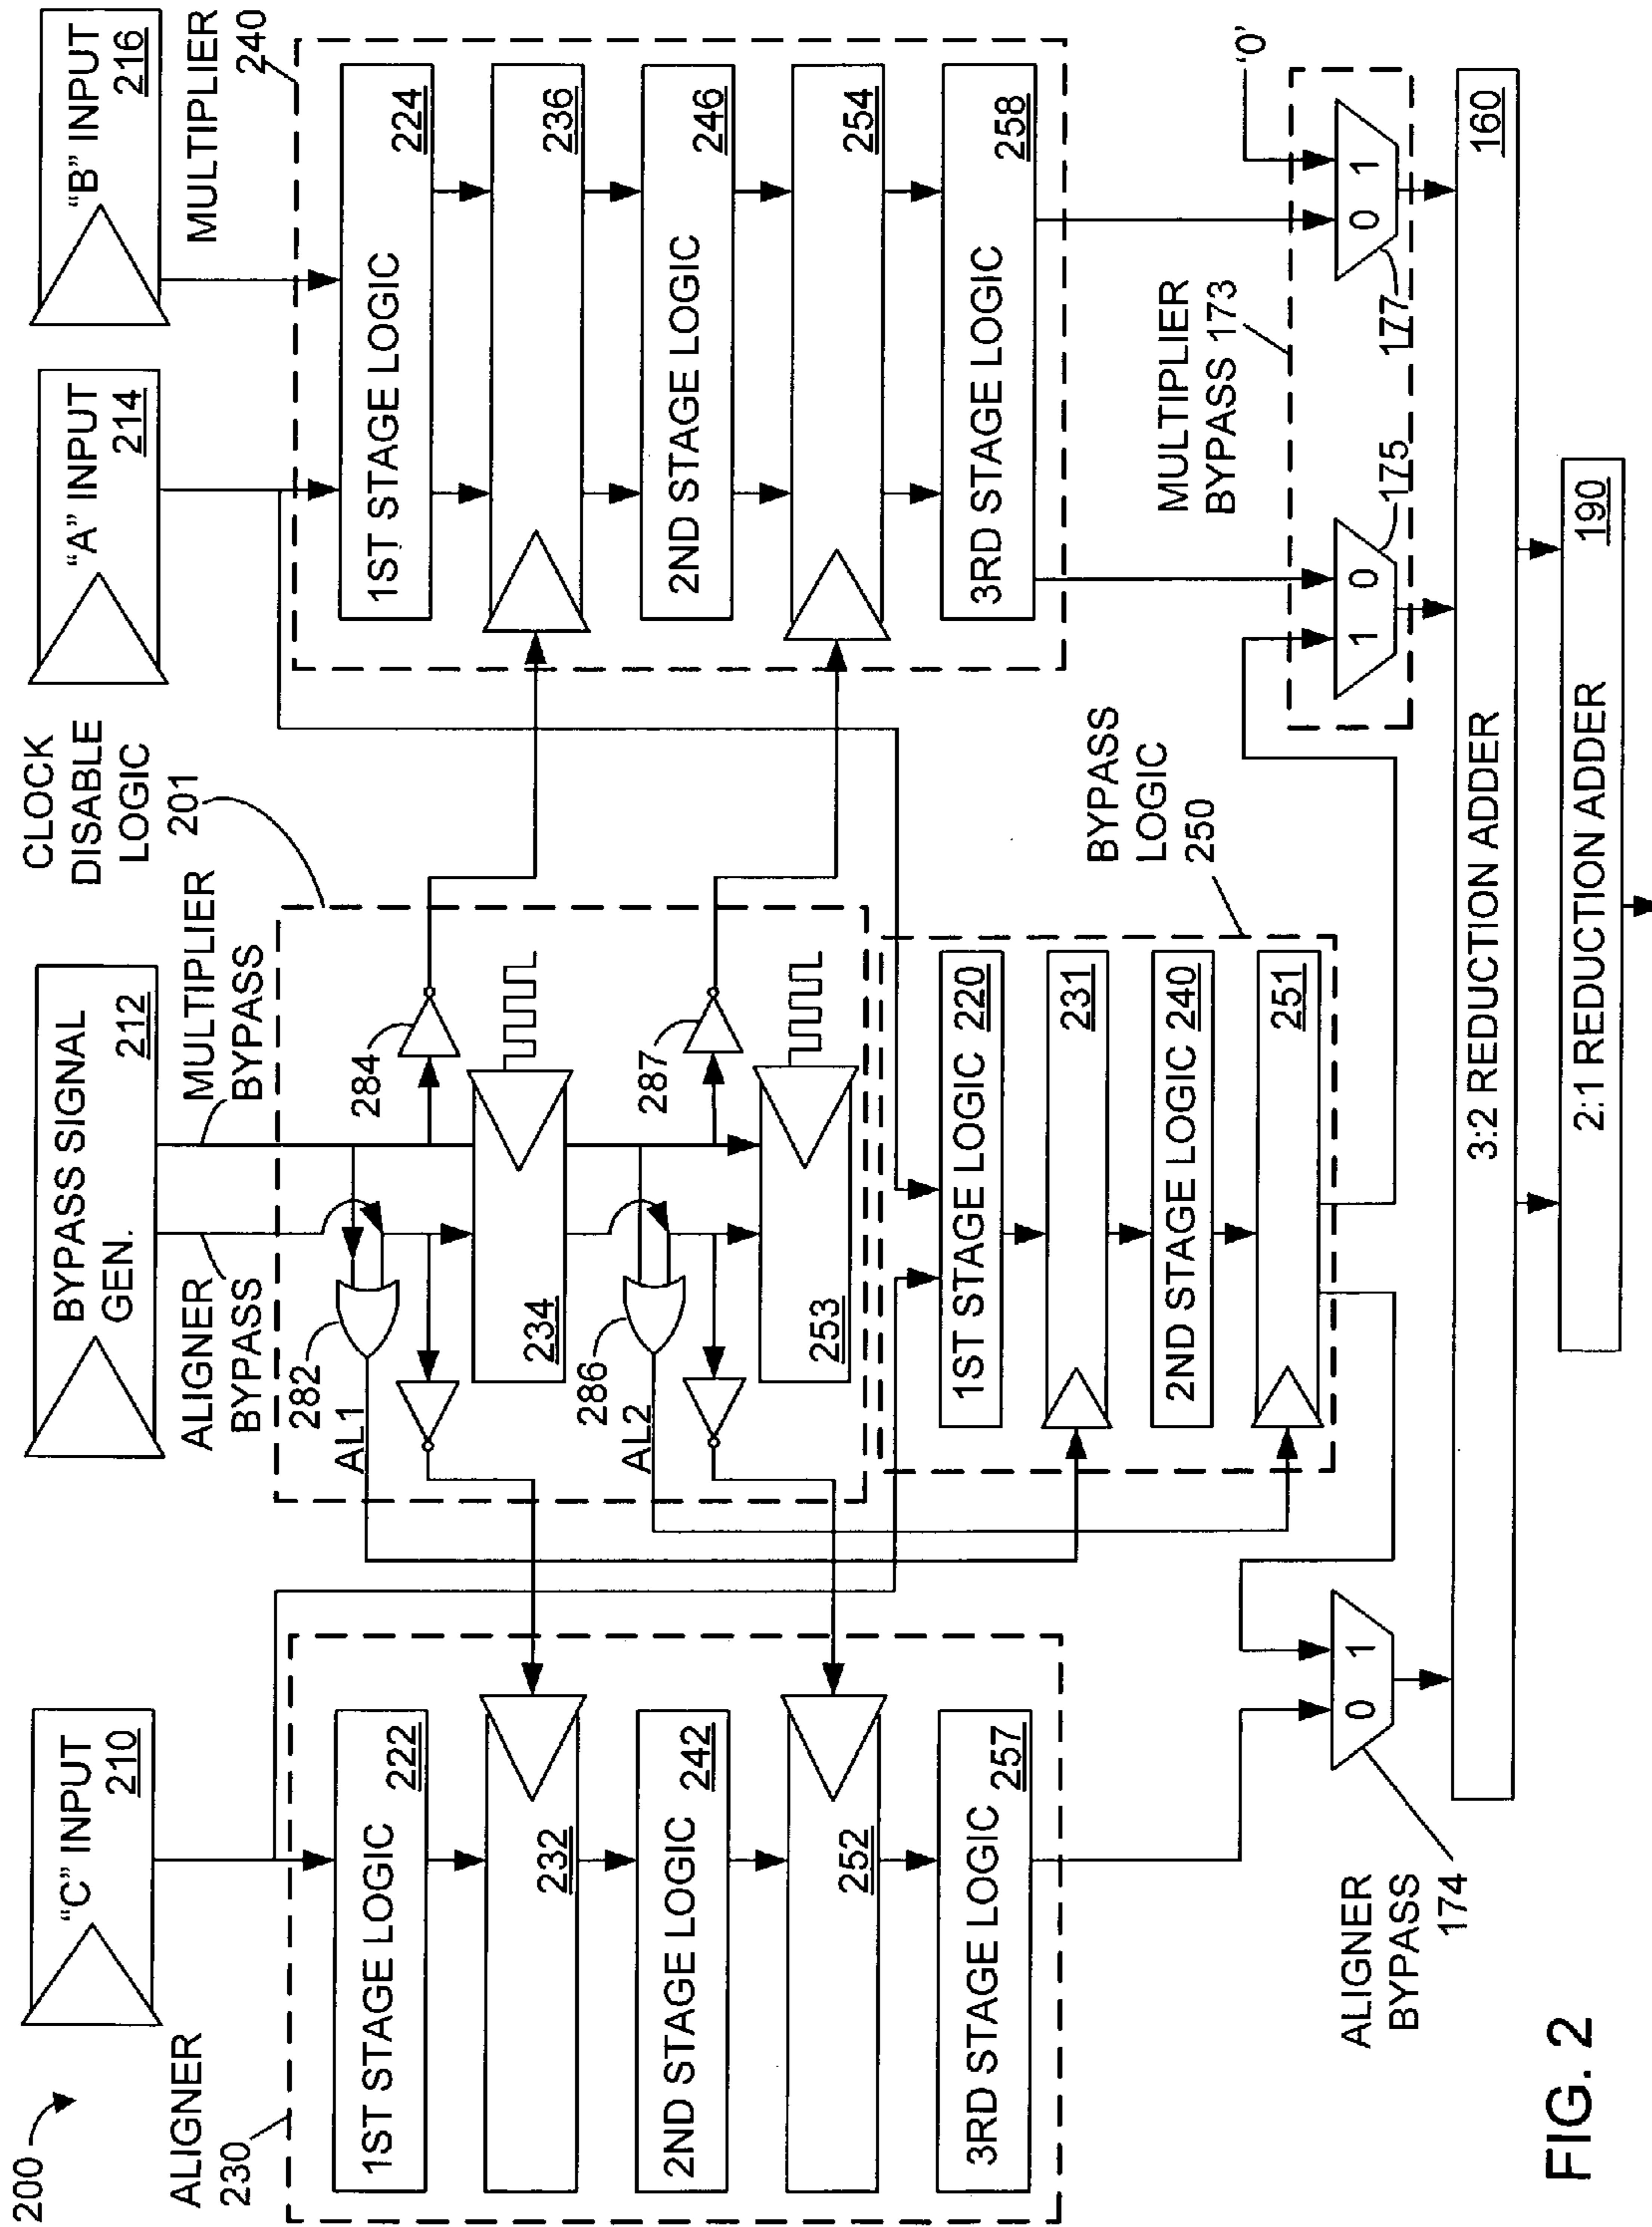 200
"C" INPUT
210
BYPASS SIGNAL
GEN.
212
"A" INPUT
214
"B" INPUT
216
ALIGNER
230
ALIGNER
BYPASS
MULTIPLIER
BYPASS
CLOCK
DISABLE
LOGIC
201
MULTIPLIER
240
1ST STAGE LOGIC
222
232
2ND STAGE LOGIC
242
252
3RD STAGE LOGIC
257
282
AL1
284
234
286
AL2
287
253
1ST STAGE LOGIC
224
236
2ND STAGE LOGIC
246
254
3RD STAGE LOGIC
258
BYPASS
LOGIC
250
1ST STAGE LOGIC 220
231
2ND STAGE LOGIC 240
251
MULTIPLIER
BYPASS 173
'0'
0 1
1 0
0 1
175
177
ALIGNER
BYPASS
174
3:2 REDUCTION ADDER
160
2:1 REDUCTION ADDER
190
FIG. 2